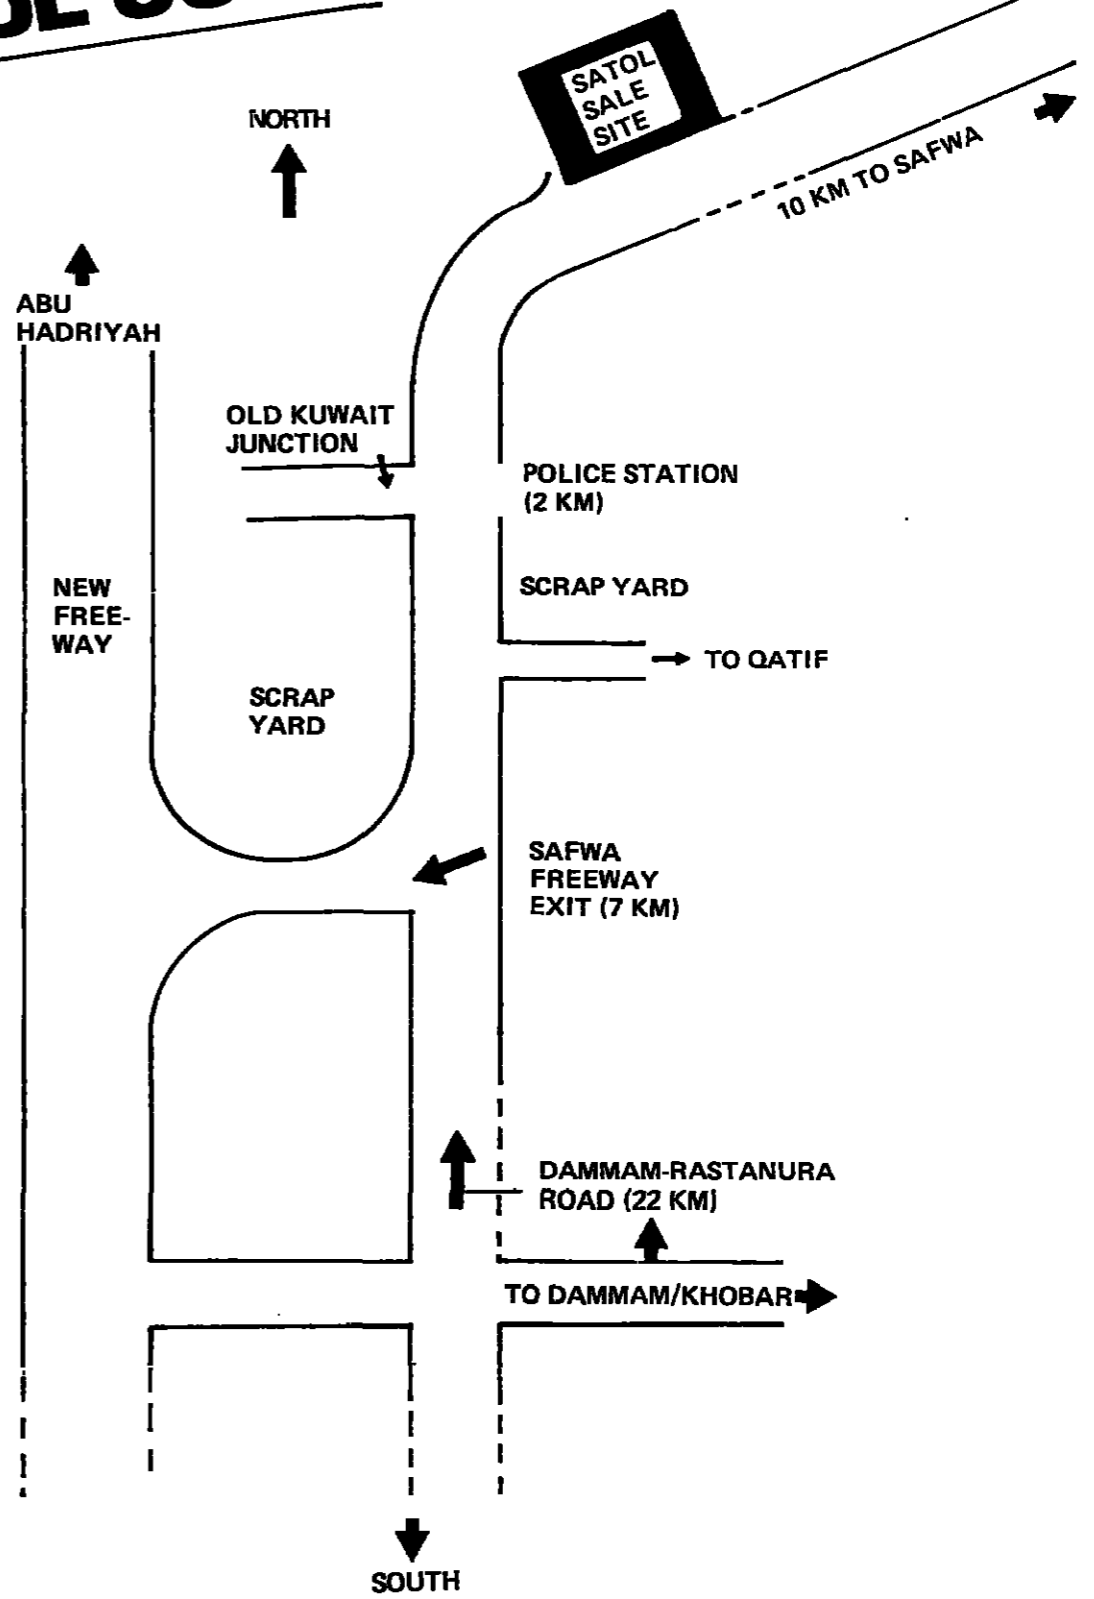 SATOL
SALE
SITE
NORTH
10 KM TO SAFWA
ABU
HADRIYAH
OLD KUWAIT
JUNCTION
POLICE STATION
(2 KM)
NEW
FREE-
WAY
SCRAP YARD
TO QATIF
SCRAP
YARD
SAFWA
FREEWAY
EXIT (7 KM)
DAMMAM-RASTANURA
ROAD (22 KM)
TO DAMMAM/KHOBAR
SOUTH